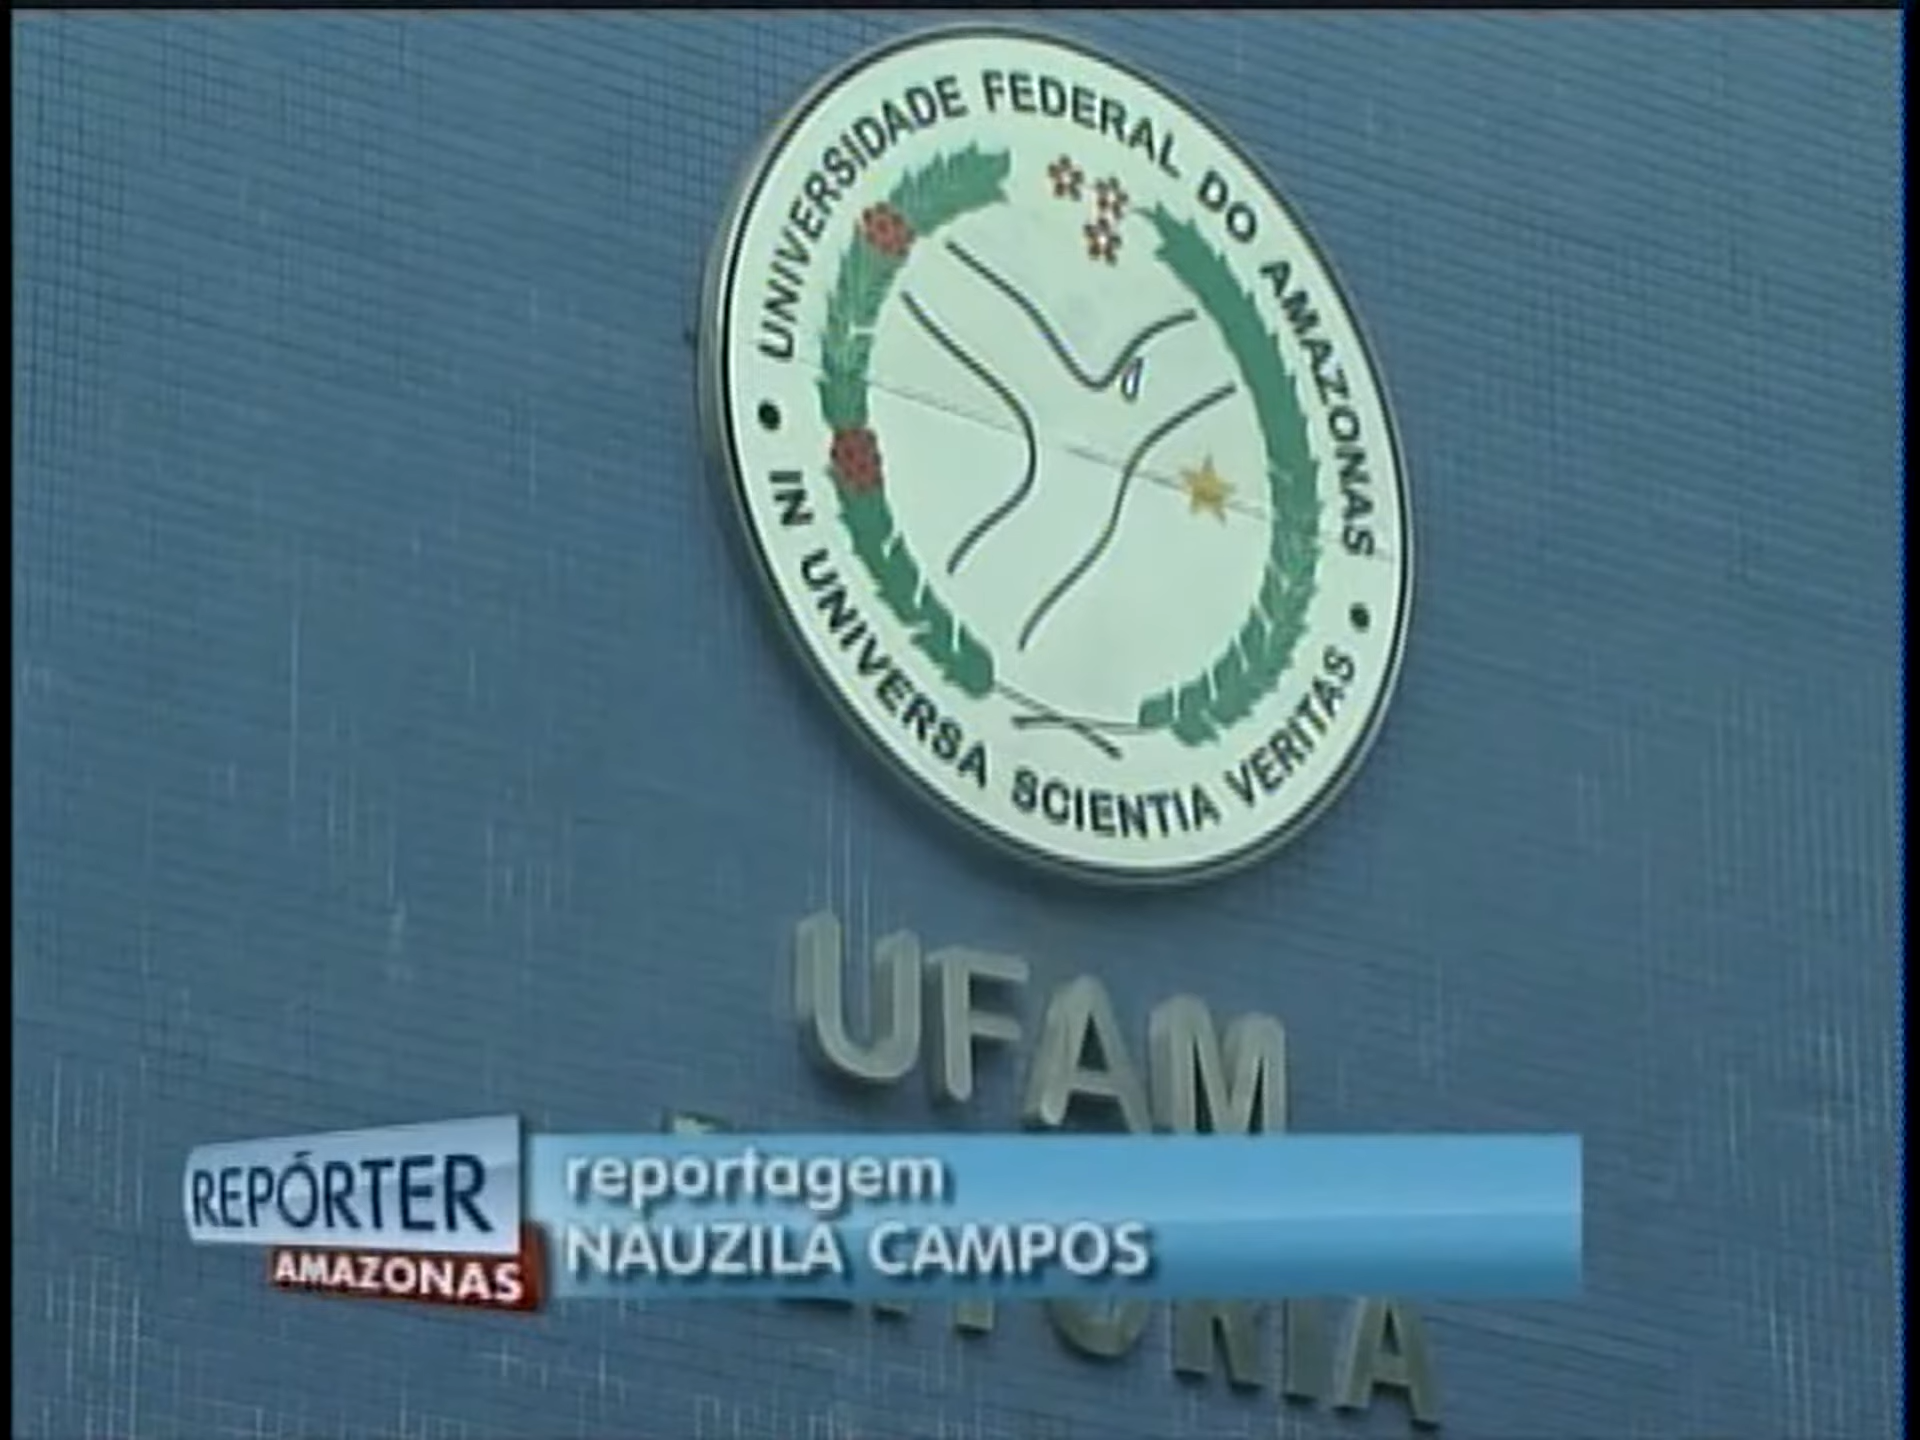 UNIVERSIDADE FEDERAL DO AMAZONAS
IN UNIVERSA SCIENTIA VERITAS
UFAM
REPÓRTER
AMAZONAS
reportagem
NAUZILA CAMPOS